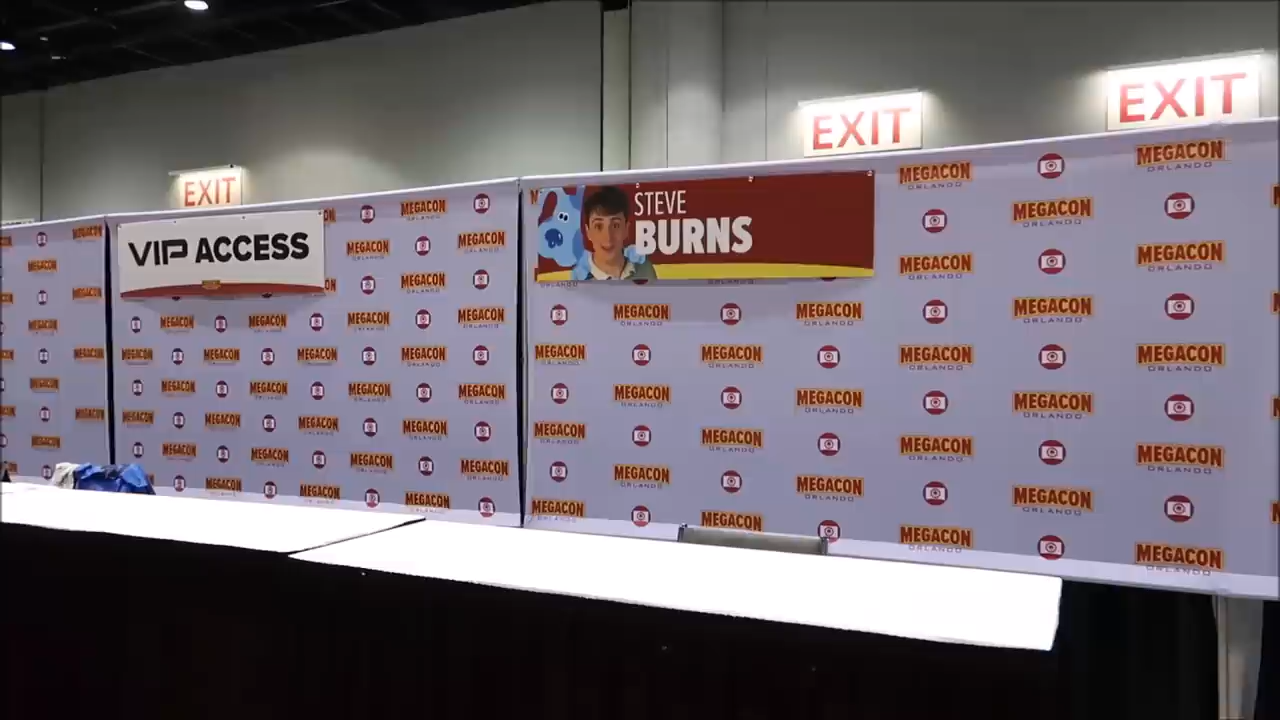 EXIT
EXIT
EXIT
VIP ACCESS
STEVE
BURNS
MEGACON
ORLANDO